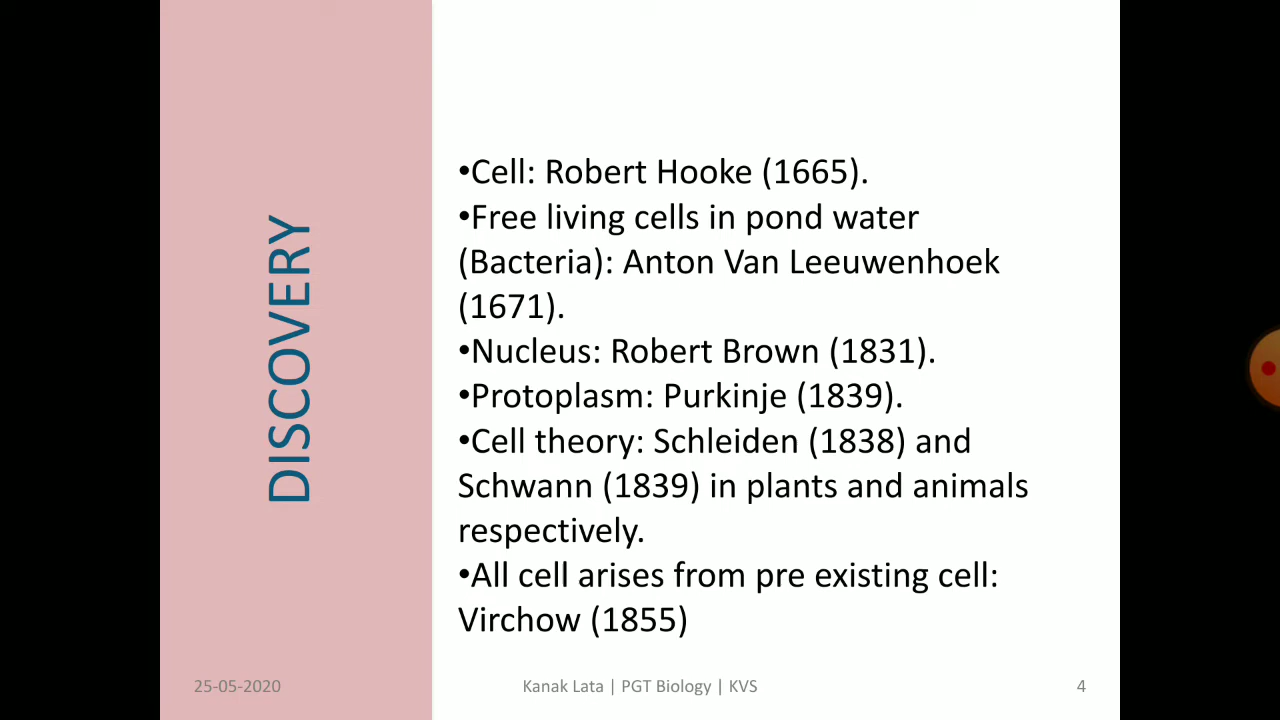 DISCOVERY
•Cell: Robert Hooke (1665).
•Free living cells in pond water
(Bacteria): Anton Van Leeuwenhoek
(1671).
•Nucleus: Robert Brown (1831).
•Protoplasm: Purkinje (1839).
•Cell theory: Schleiden (1838) and
Schwann (1839) in plants and animals
respectively.
•All cell arises from pre existing cell:
Virchow (1855)
25-05-2020
Kanak Lata | PGT Biology | KVS
4